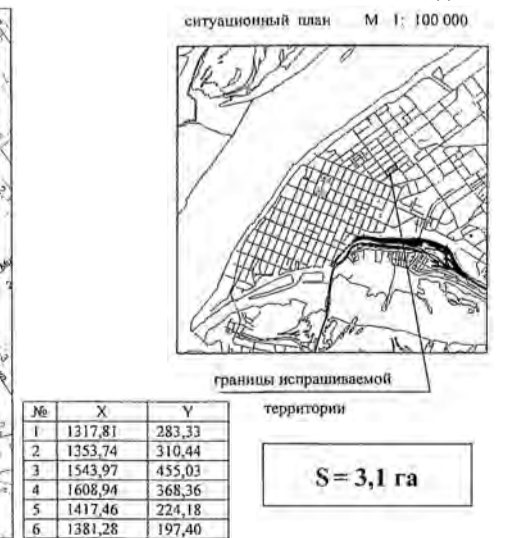 ситуационный план М 1: 100 000
границы испрашиваемой
территории
№ X Y
1 1317,81 283,33
2 1353,74 310,44
3 1543,97 455,03
4 1608,94 368,36
5 1417,46 224,18
6 1381,28 197,40
S = 3,1 га